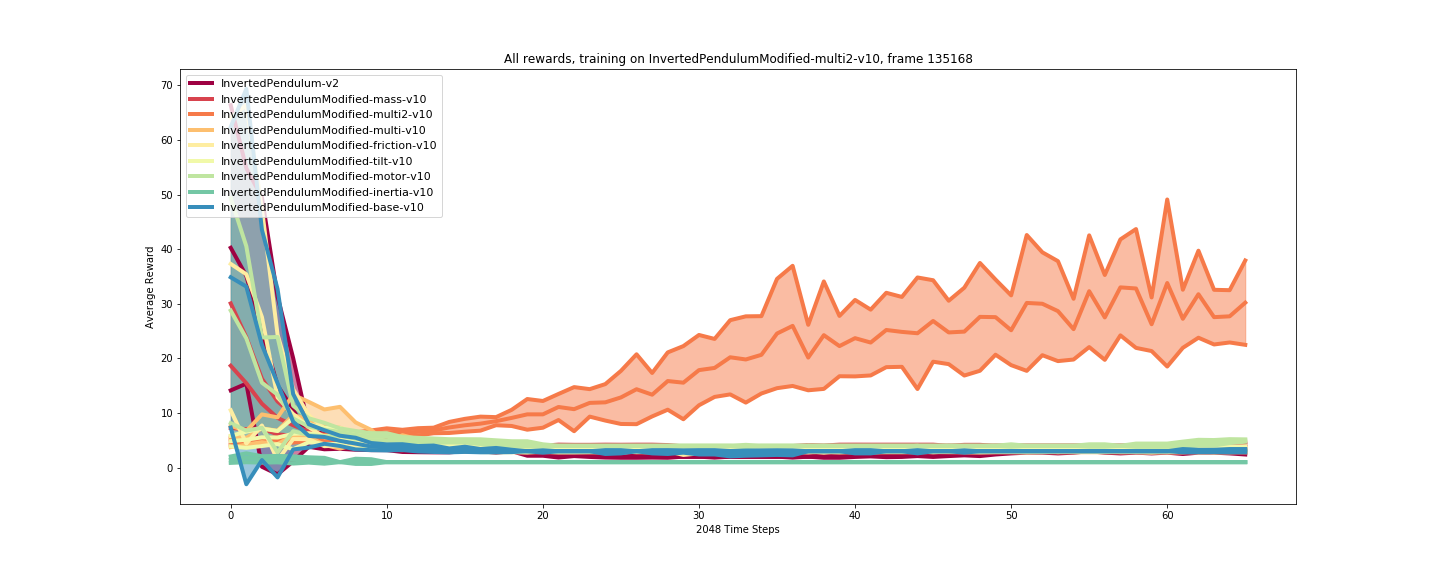 All rewards, training on InvertedPendulumModified-multi2-v10, frame 135168
InvertedPendulum-v2
InvertedPendulumModified-mass-v10
InvertedPendulumModified-multi2-v10
InvertedPendulumModified-multi-v10
InvertedPendulumModified-friction-v10
InvertedPendulumModified-tilt-v10
InvertedPendulumModified-motor-v10
InvertedPendulumModified-inertia-v10
InvertedPendulumModified-base-v10
Average Reward
70
60
50
40
30
20
10
0
0 10 20 30 40 50 60
2048 Time Steps